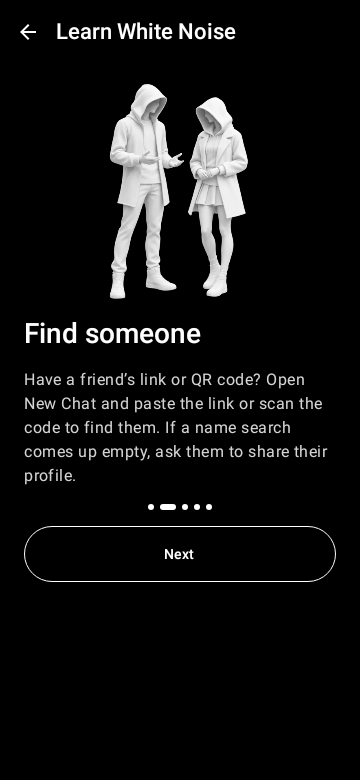 Learn White Noise
Find someone
Have a friend’s link or QR code? Open
New Chat and paste the link or scan the
code to find them. If a name search
comes up empty, ask them to share their
profile.
Next